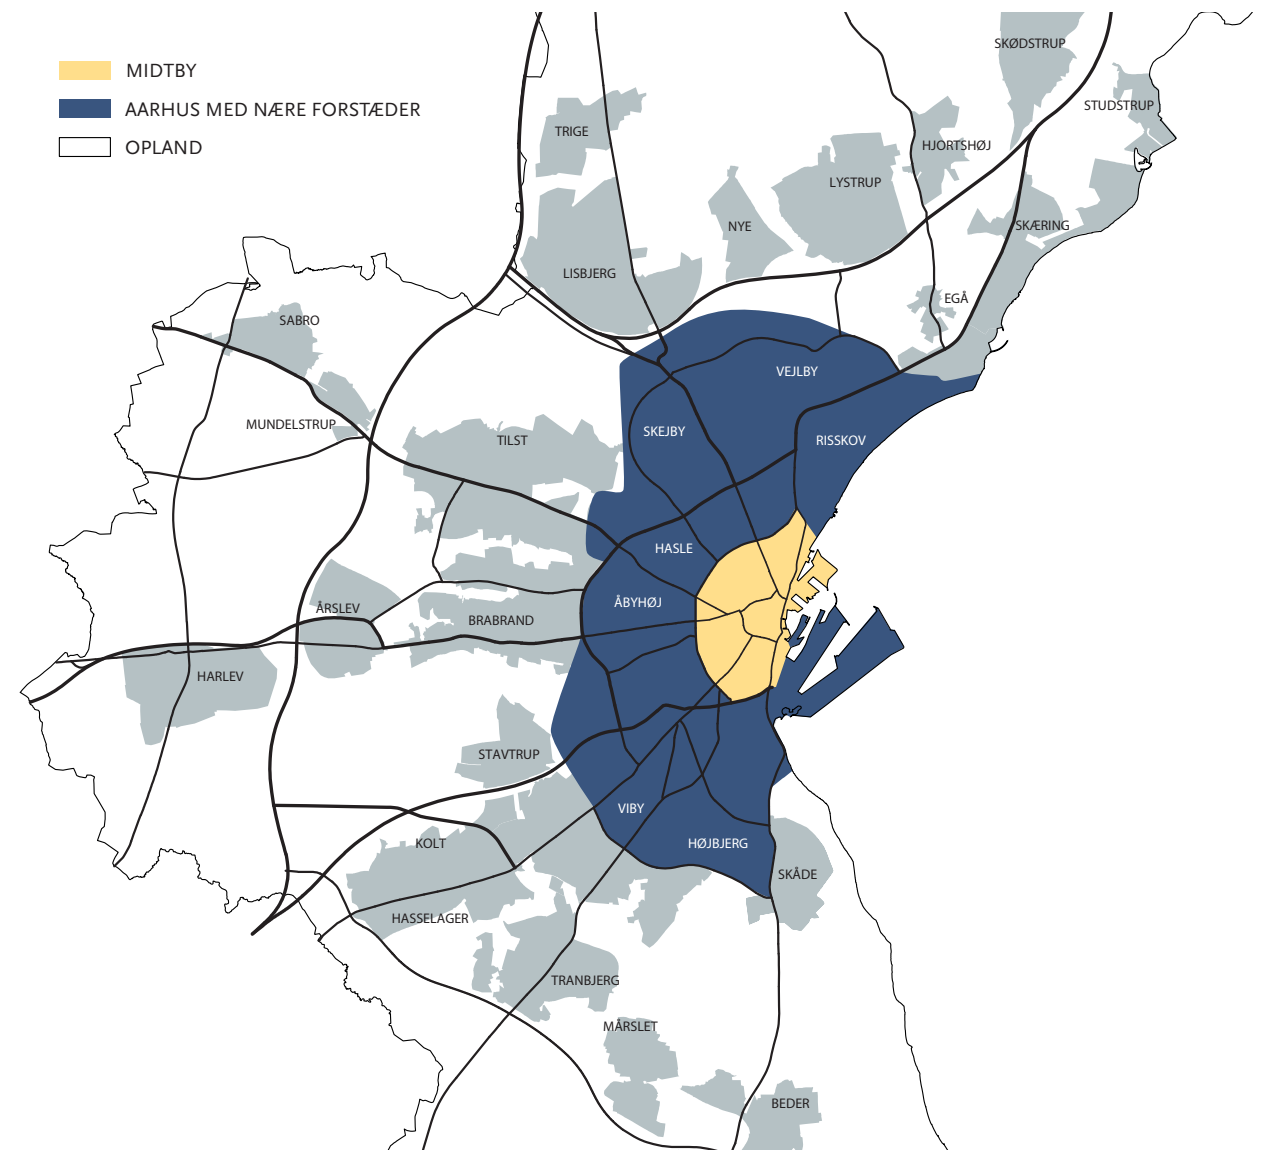 MIDTBY
AARHUS MED NÆRE FORSTÆDER
OPLAND
SKØDSTRUP
STUDSTRUP
TRIGE
HJORTSHØJ
LYSTRUP
NYE
SKÆRING
LISBJERG
EGÅ
SABRO
VEJLBY
MUNDELSTRUP
SKEJBY
TILST
RISSKOV
HASLE
ÅBYHØJ
ÅRSLEV
BRABRAND
HARLEV
STAVTRUP
VIBY
KOLT
HØJBJERG
SKÅDE
HASSELAGER
TRANBJERG
MÅRSLET
BEDER